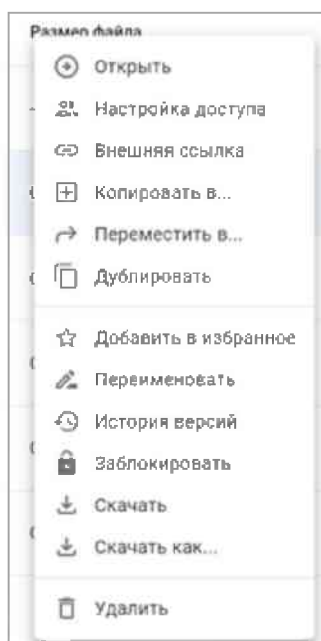 Размер файла
Открыть
Настройка доступа
Внешняя ссылка
Копировать в...
Переместить в...
Дублировать
Добавить в избранное
Переименовать
История версий
Заблокировать
Скачать
Скачать как...
Удалить